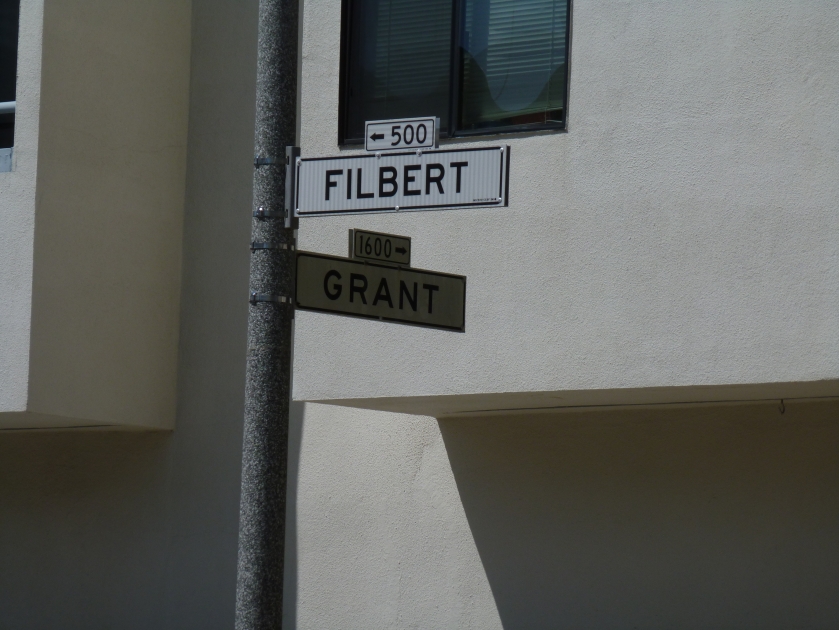 ← 500
FILBERT
1600 →
GRANT